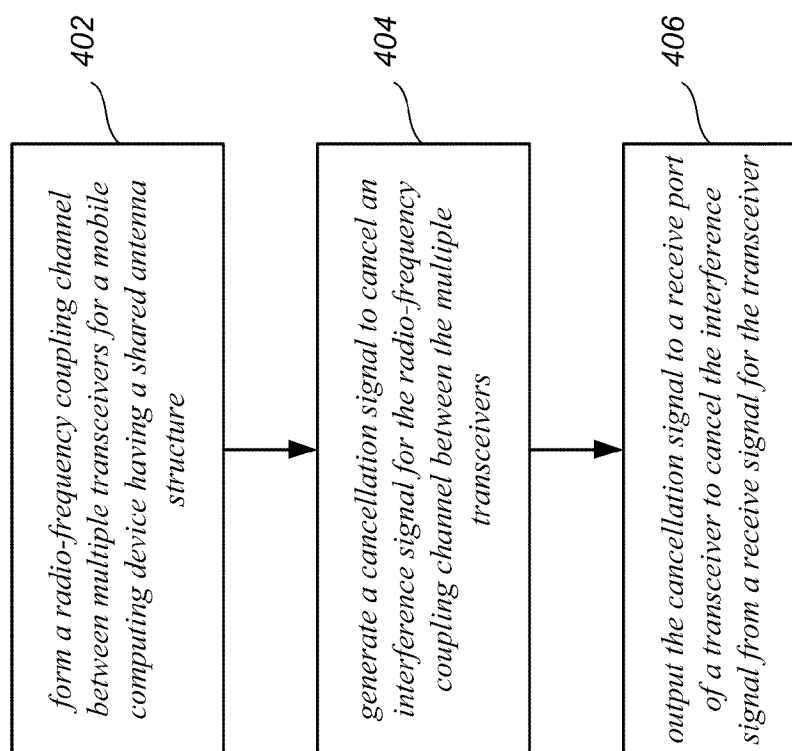 402
form a radio-frequency coupling channel
between multiple transceivers for a mobile
computing device having a shared antenna
structure
404
generate a cancellation signal to cancel an
interference signal for the radio-frequency
coupling channel between the multiple
transceivers
406
output the cancellation signal to a receive port
of a transceiver to cancel the interference
signal from a receive signal for the transceiver